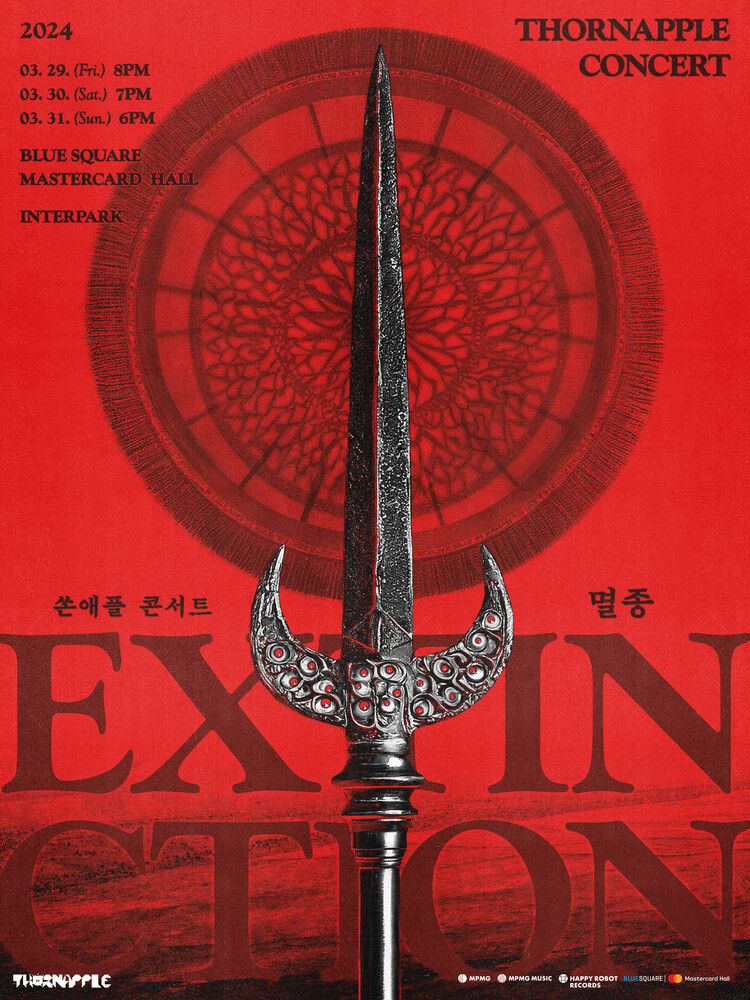 2024
03. 29. (Fri.) 8PM
03. 30. (Sat.) 7PM
03. 31. (Sun.) 6PM
BLUE SQUARE
MASTERCARD HALL
INTERPARK
THORNAPPLE
CONCERT
쏜애플 콘서트
멸종
EXTIN
CTION
THORNAPPLE
MPMG
MPMG MUSIC
HAPPY ROBOT
RECORDS
BLUESQUARE
Mastercard Hall